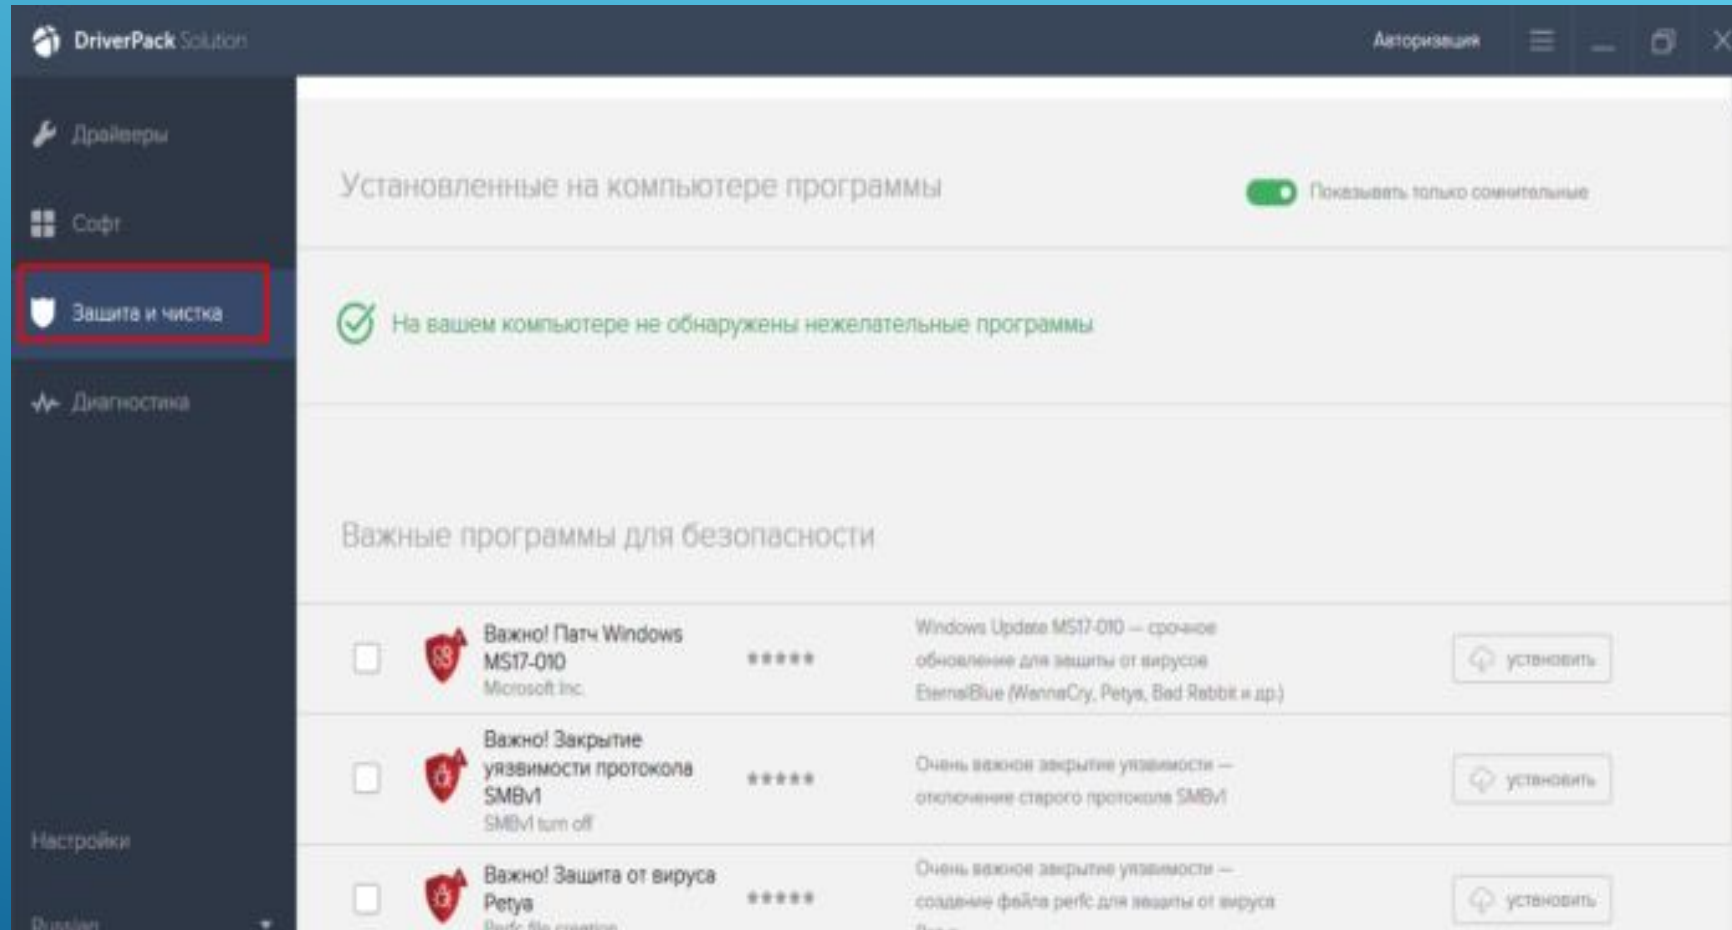 DriverPack Solution
Авторизация
Драйверы
Софт
Защита и чистка
Диагностика
Настройки
Russian
Установленные на компьютере программы
Показывать только сомнительные
На вашем компьютере не обнаружены нежелательные программы
Важные программы для безопасности
Важно! Патч Windows
MS17-010
Microsoft Inc.
*****
Windows Update MS17-010 — срочное
обновление для защиты от вирусов
EternalBlue (WannaCry, Petya, Bad Rabbit и др.)
установить
Важно! Закрытие
уязвимости протокола
SMBv1
SMBv1 turn off
*****
Очень важное закрытие уязвимости —
отключение старого протокола SMBv1
установить
Важно! Защита от вируса
Petya
Perfc file creation
*****
Очень важное закрытие уязвимости —
создание файла perfc для защиты от вируса
установить